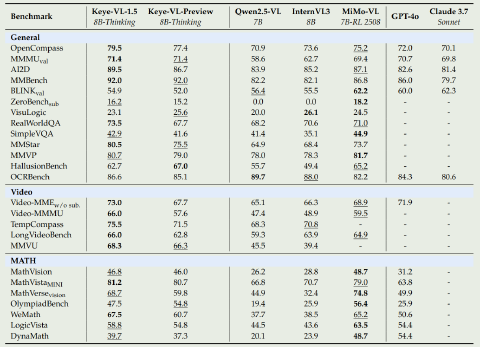 Benchmark Keye-VL-1.5 Keye-VL-Preview Qwen2.5-VL InternVL3 MiMo-VL GPT-4o Claude 3.7
8B-Thinking 8B-Thinking 7B 8B 7B-RL 2508 Sonnet
General
OpenCompass 79.5 77.4 70.9 73.6 75.2 72.0 70.1
MMMUval 71.4 71.4 58.6 62.7 69.4 70.7 69.8
AI2D 89.5 86.7 83.9 85.2 87.1 82.6 81.4
MMBench 92.0 92.0 82.2 82.1 86.8 86.0 79.7
BLINKval 54.9 52.0 56.4 55.5 62.2 60.0 62.3
ZeroBenchsub 16.2 15.2 0.0 0.0 18.2 - -
VisuLogic 23.1 25.6 20.0 26.1 24.5 - -
RealWorldQA 73.5 67.7 68.2 70.6 71.0 - -
SimpleVQA 42.9 41.6 41.4 35.1 44.9 - -
MMStar 80.5 75.5 64.9 68.4 73.7 - -
MMVP 80.7 79.0 78.0 78.3 81.7 - -
HallusionBench 62.7 67.0 55.7 49.4 65.2 - -
OCRBench 86.6 85.1 89.7 88.0 82.2 84.3 80.6
Video
Video-MMEw/o sub. 73.0 67.7 65.1 66.3 68.9 71.9 -
Video-MMMU 66.0 57.6 47.4 48.9 59.5 - -
TempCompass 75.5 71.5 68.3 70.8 - - -
LongVideoBench 66.0 62.8 59.3 63.9 64.9 - -
MMVU 68.3 66.3 45.5 39.4 - - -
MATH
MathVision 46.8 46.0 26.2 28.8 48.7 31.2 -
MathVistaMINI 81.2 80.7 66.8 70.7 79.0 63.8 -
MathVersevision 68.7 59.8 32.4 32.4 74.8 49.9 -
OlympiadBench 47.5 54.8 19.4 25.9 56.4 25.9 -
WeMath 67.5 60.7 37.7 38.5 65.2 50.6 -
LogicVista 58.8 54.8 44.5 43.6 63.5 54.4 -
DynaMath 39.7 37.3 20.1 23.9 48.7 54.4 -